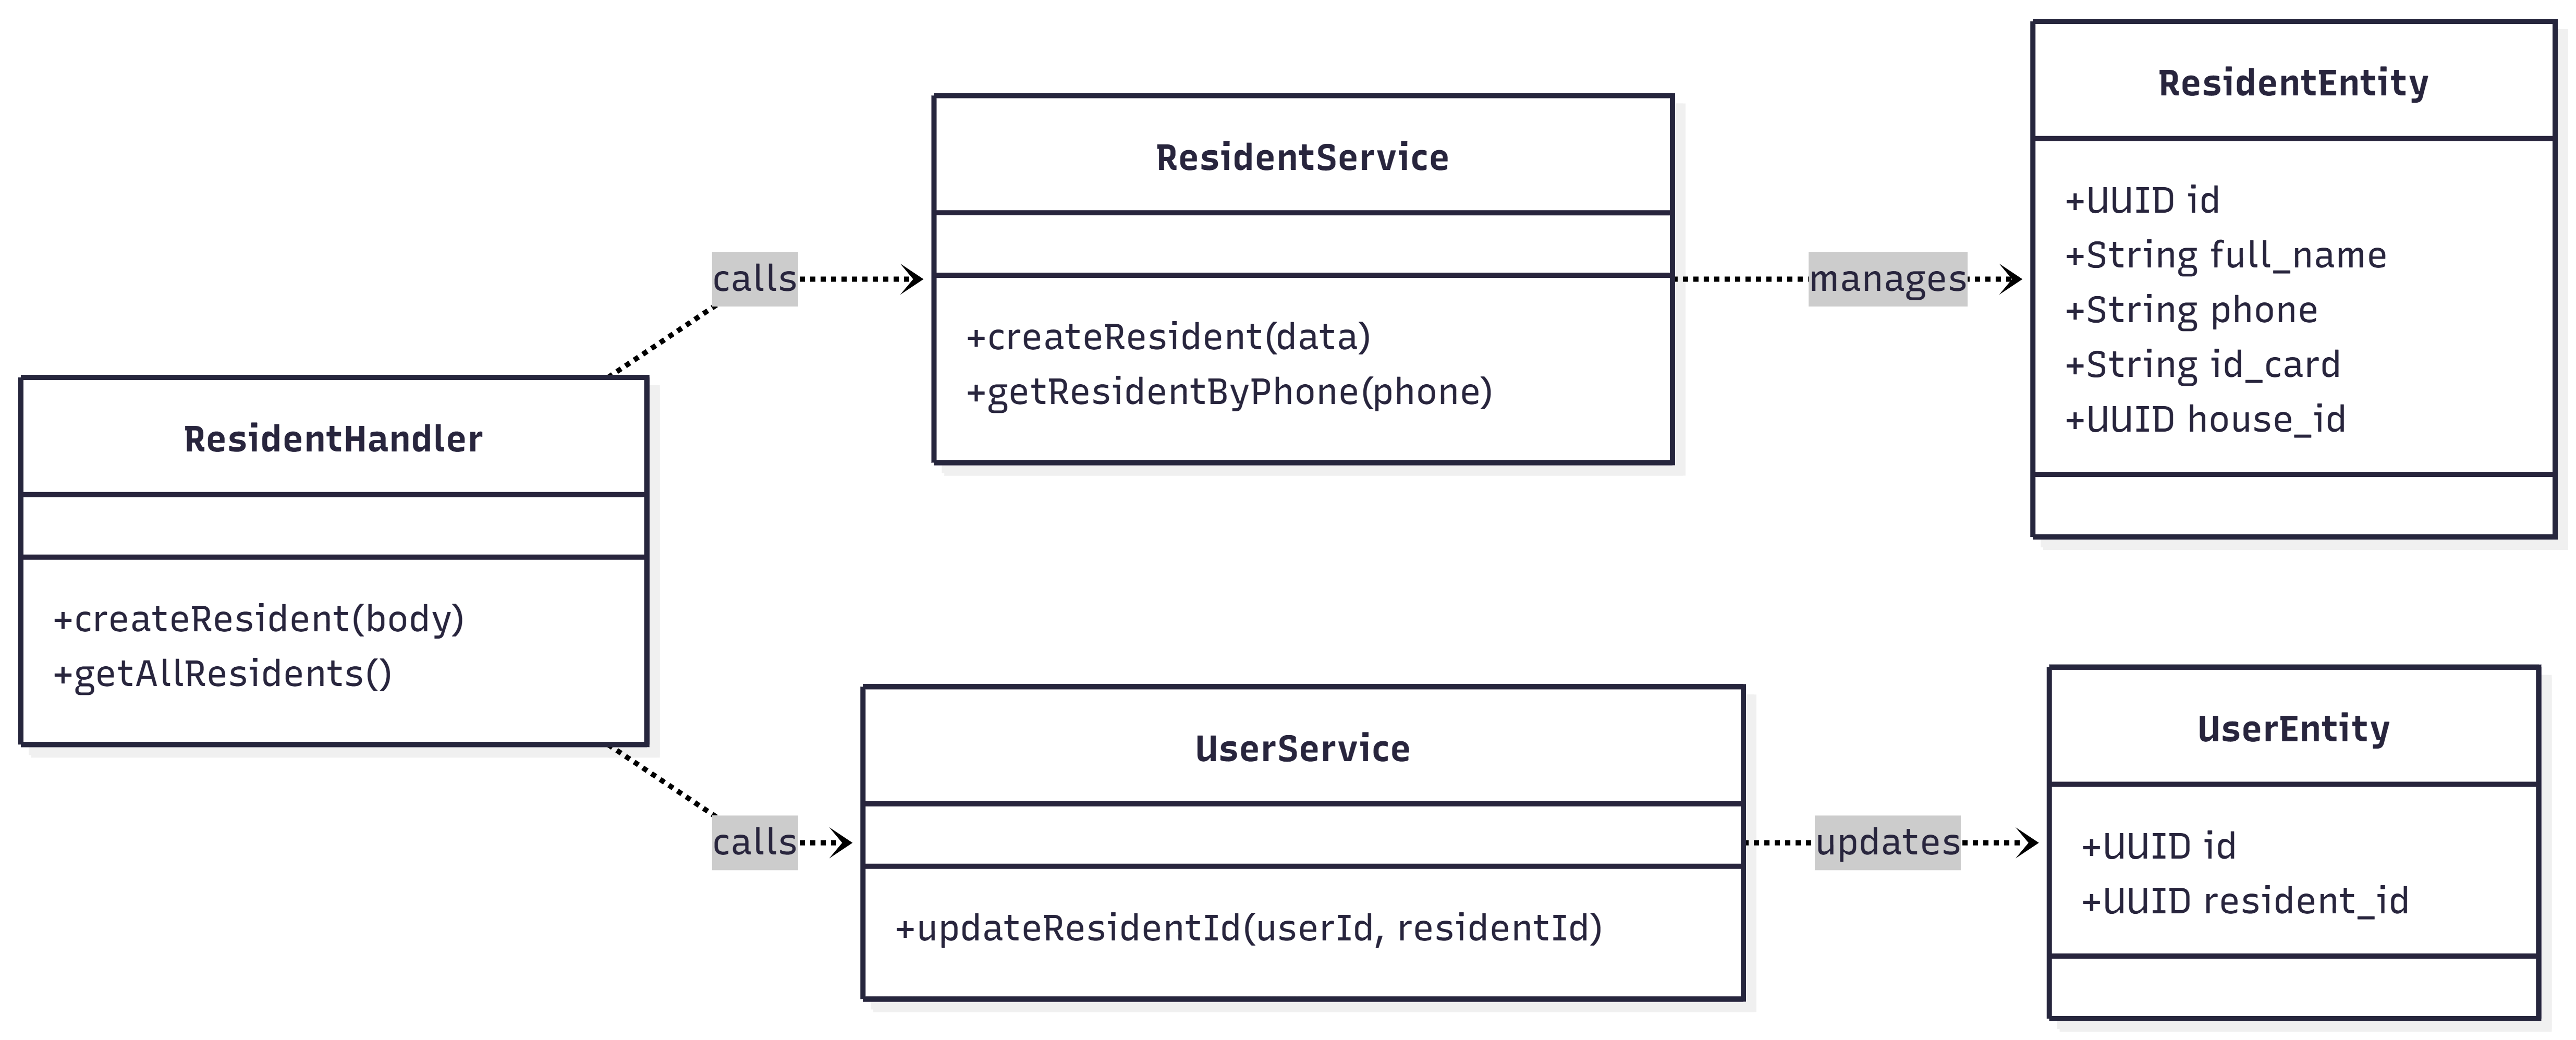 ResidentHandler
+createResident(body)
+getAllResidents()
calls
calls
ResidentService
+createResident(data)
+getResidentByPhone(phone)
manages
ResidentEntity
+UUID id
+String full_name
+String phone
+String id_card
+UUID house_id
UserService
+updateResidentId(userId, residentId)
updates
UserEntity
+UUID id
+UUID resident_id